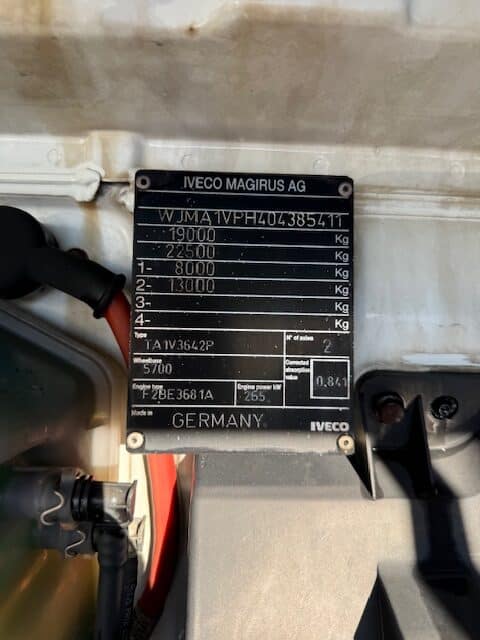 IVECO MAGIRUS AG
WJMA1VPH404385411
19000 Kg
22500 Kg
1- 8000 Kg
2- 13000 Kg
3- Kg
4- Kg
Type TA1V3642P N° of axles 2
Wheelbase 5700 Corrected absorption value 0.841
Engine type F2BE3681A Engine power kW 265
Made in GERMANY IVECO